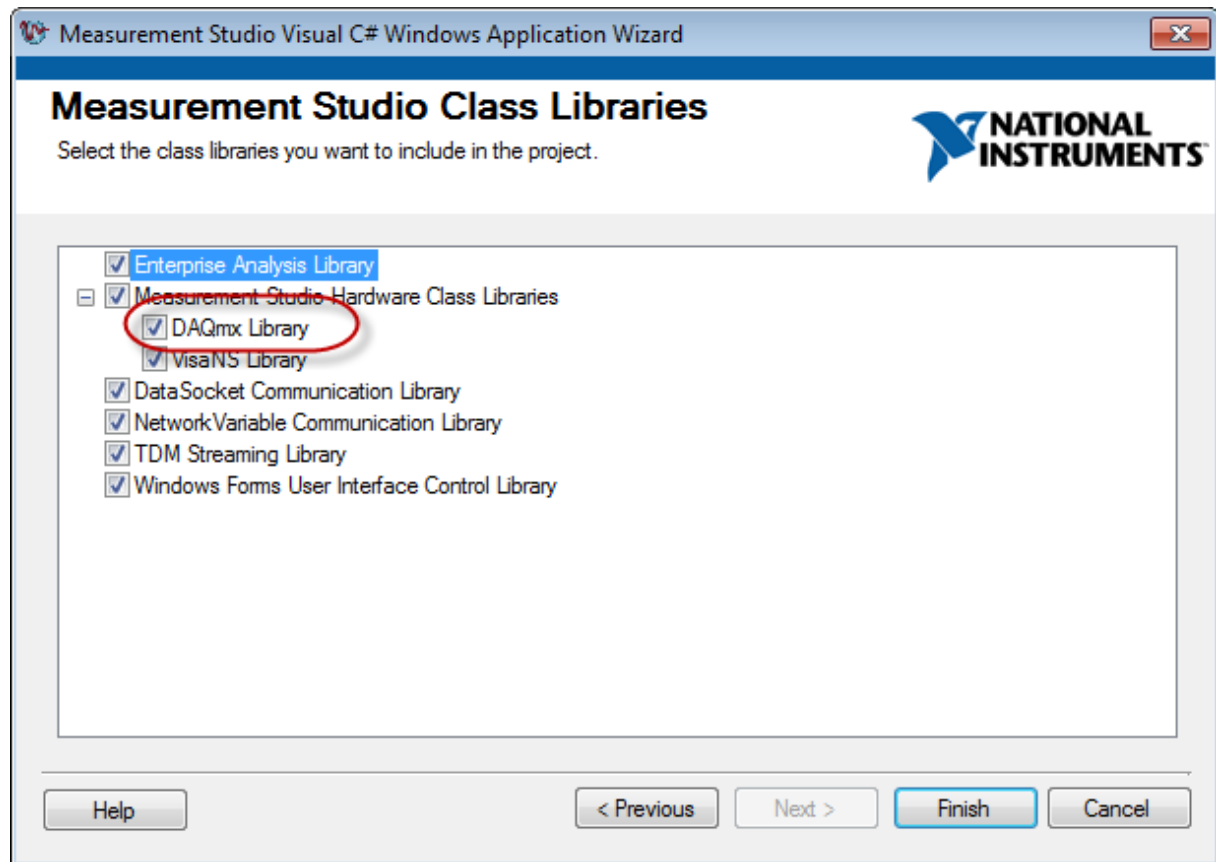 Measurement Studio Visual C# Windows Application Wizard
Measurement Studio Class Libraries
Select the class libraries you want to include in the project.
NATIONAL
INSTRUMENTS
Enterprise Analysis Library
Measurement Studio Hardware Class Libraries
DAQmx Library
VisaNS Library
DataSocket Communication Library
NetworkVariable Communication Library
TDM Streaming Library
Windows Forms User Interface Control Library
Help
< Previous
Next >
Finish
Cancel